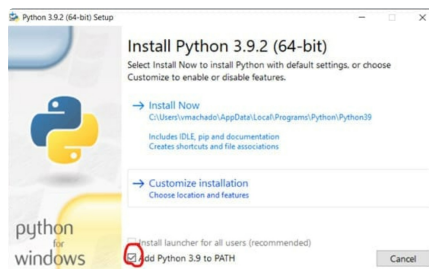 Python 3.9.2 (64-bit) Setup
Install Python 3.9.2 (64-bit)
Select Install Now to install Python with default settings, or choose
Customize to enable or disable features.
Install Now
C:\Users\vmachado\AppData\Local\Programs\Python\Python39
Includes IDLE, pip and documentation
Creates shortcuts and file associations
Customize installation
Choose location and features
python
for
windows
Install launcher for all users (recommended)
Add Python 3.9 to PATH
Cancel